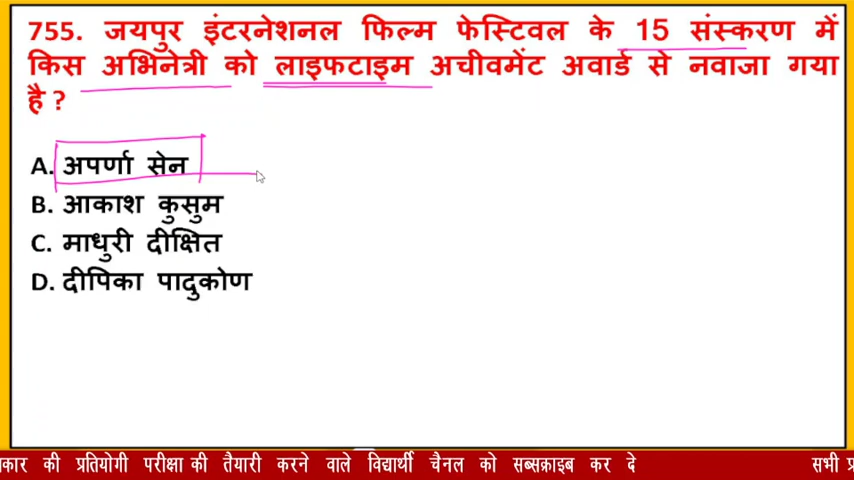 755. जयपुर इंटरनेशनल फिल्म फेस्टिवल के 15 संस्करण में
किस अभिनेत्री को लाइफटाइम अचीवमेंट अवार्ड से नवाजा गया
है ?
A. अपर्णा सेन
B. आकाश कुसुम
C. माधुरी दीक्षित
D. दीपिका पादुकोण
कार की प्रतियोगी परीक्षा की तैयारी करने वाले विद्यार्थी चैनल को सब्सक्राइब कर दे सभी प्र